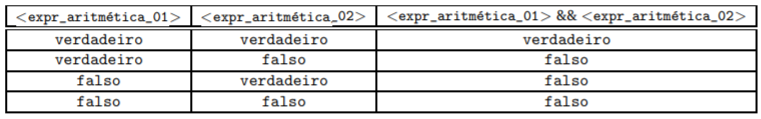 <expr_aritmética_01> <expr_aritmética_02> <expr_aritmética_01> && <expr_aritmética_02>
verdadeiro verdadeiro verdadeiro
verdadeiro falso falso
falso verdadeiro falso
falso falso falso